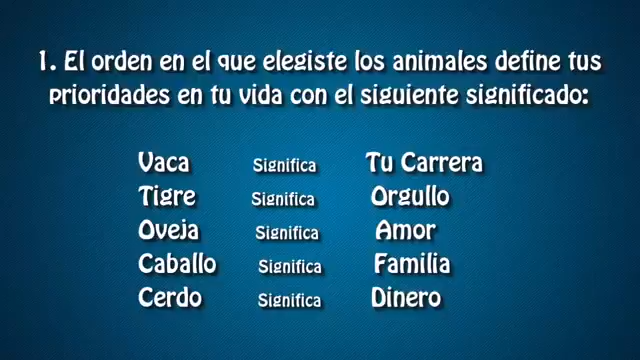 1. El orden en el que elegiste los animales define tus
prioridades en tu vida con el siguiente significado:
Vaca Significa Tu Carrera
Tigre Significa Orgullo
Oveja Significa Amor
Caballo Significa Familia
Cerdo Significa Dinero